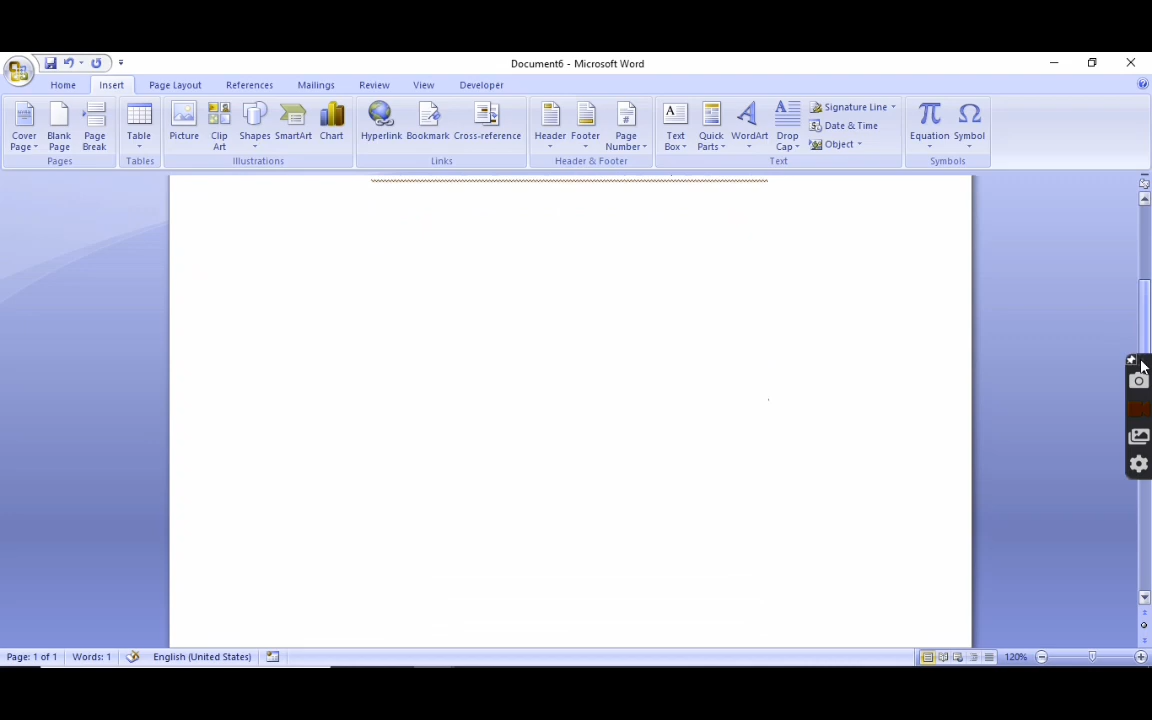 Document6 - Microsoft Word
Home Insert Page Layout References Mailings Review View Developer
Cover Page Blank Page Page Break Table Picture Clip Art Shapes SmartArt Chart Hyperlink Bookmark Cross-reference Header Footer Page Number Text Box Quick Parts WordArt Drop Cap Signature Line Date & Time Object Equation Symbol
Pages Tables Illustrations Links Header & Footer Text Symbols
Page: 1 of 1 Words: 1 English (United States) 120%